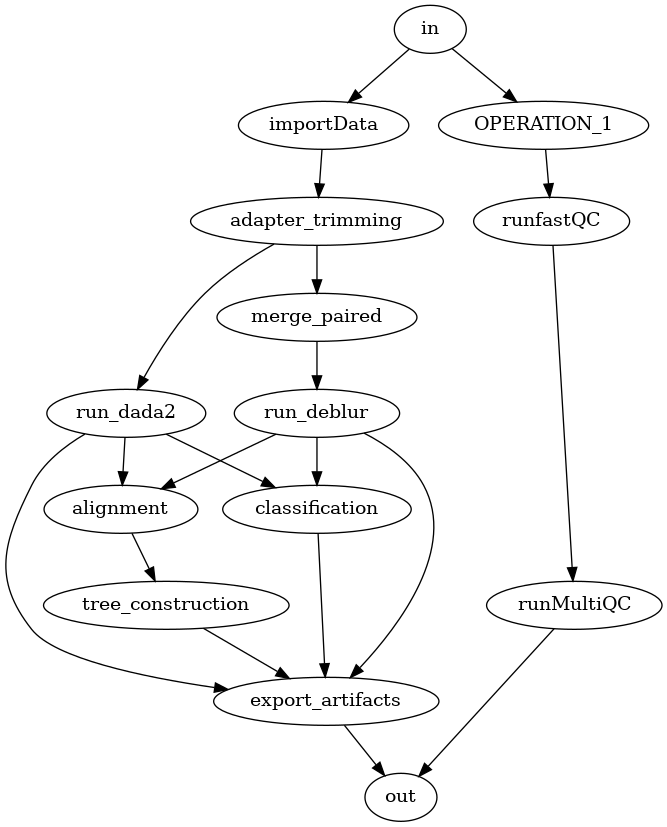 in
importData
OPERATION_1
adapter_trimming
runfastQC
merge_paired
run_dada2
run_deblur
alignment
classification
tree_construction
runMultiQC
export_artifacts
out